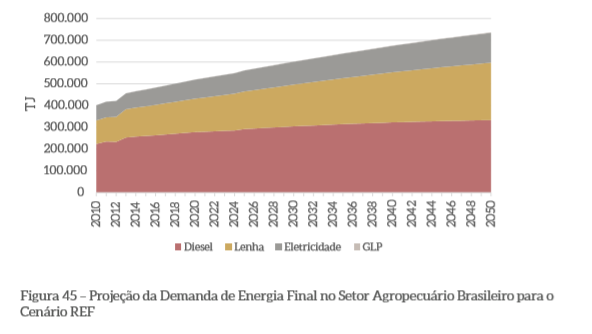 800.000
700.000
600.000
500.000
400.000
300.000
200.000
100.000
0
TJ
2010 2012 2014 2016 2018 2020 2022 2024 2026 2028 2030 2032 2034 2036 2038 2040 2042 2044 2046 2048 2050
Diesel Lenha Eletricidade GLP
Figura 45 – Projeção da Demanda de Energia Final no Setor Agropecuário Brasileiro para o
Cenário REF